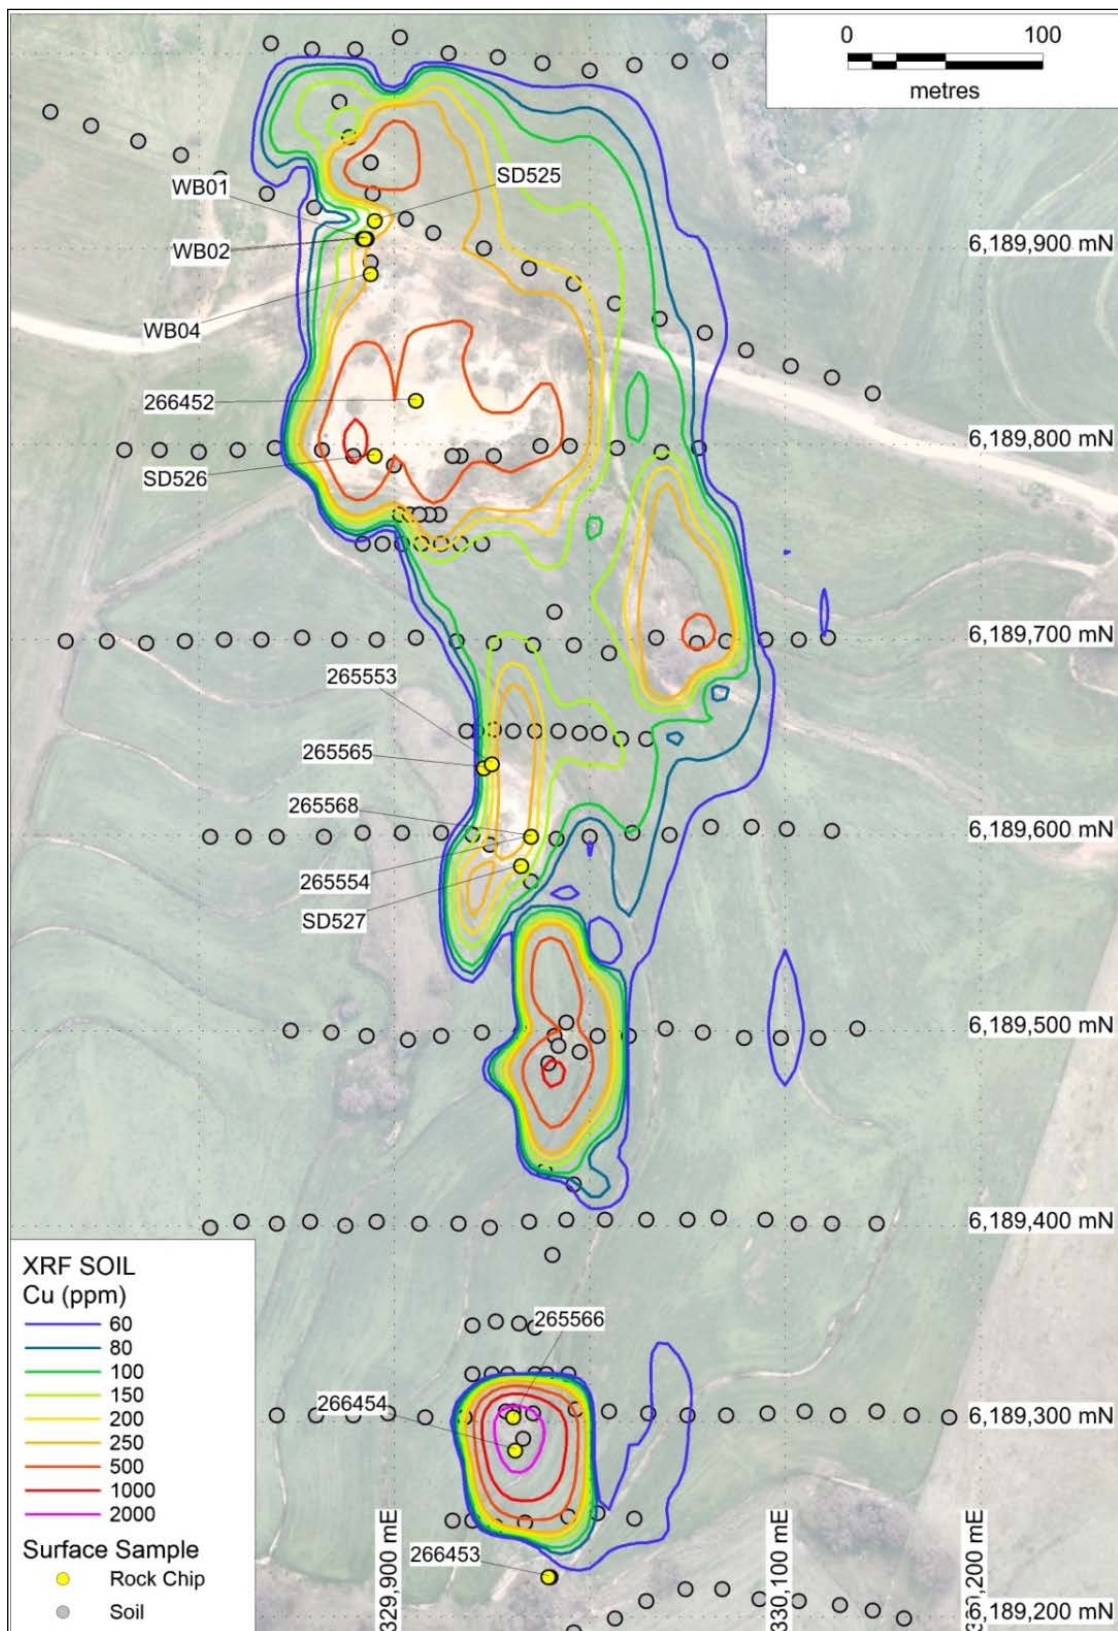 0 100
metres
WB01
SD525
WB02
6,189,900 mN
WB04
266452
6,189,800 mN
SD526
6,189,700 mN
265553
265565
265568
6,189,600 mN
265554
SD527
6,189,500 mN
6,189,400 mN
XRF SOIL
Cu (ppm)
60
80
100
150
200
250
500
1000
2000
Surface Sample
Rock Chip
Soil
265566
266454
6,189,300 mN
266453
329,900 mE
330,100 mE
330,200 mE
6,189,200 mN